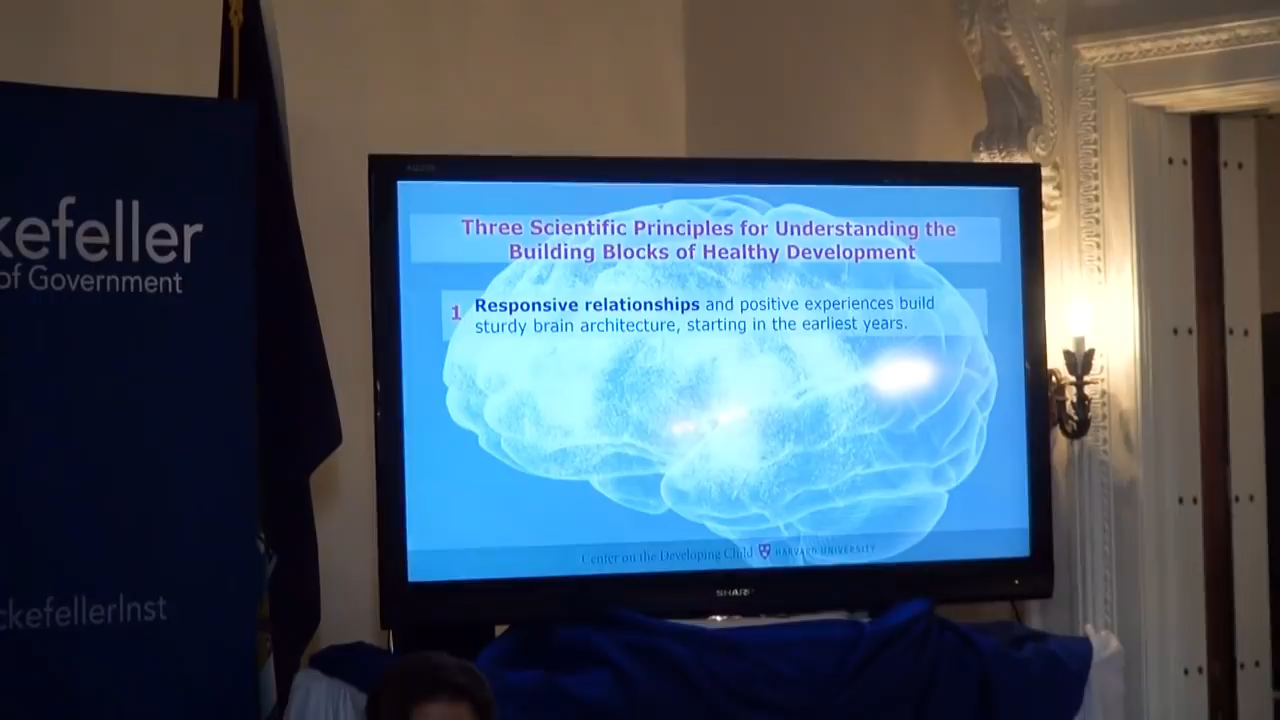 kefeller
of Government
ckefellerInst
Three Scientific Principles for Understanding the
Building Blocks of Healthy Development
1 Responsive relationships and positive experiences build
sturdy brain architecture, starting in the earliest years.
Center on the Developing Child HARVARD UNIVERSITY
SHARP